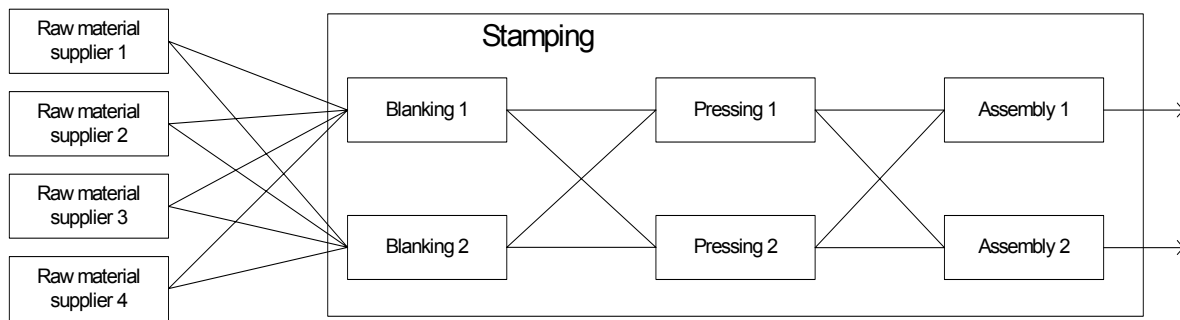 Raw material
supplier 1
Raw material
supplier 2
Raw material
supplier 3
Raw material
supplier 4
Stamping
Blanking 1
Pressing 1
Assembly 1
Blanking 2
Pressing 2
Assembly 2